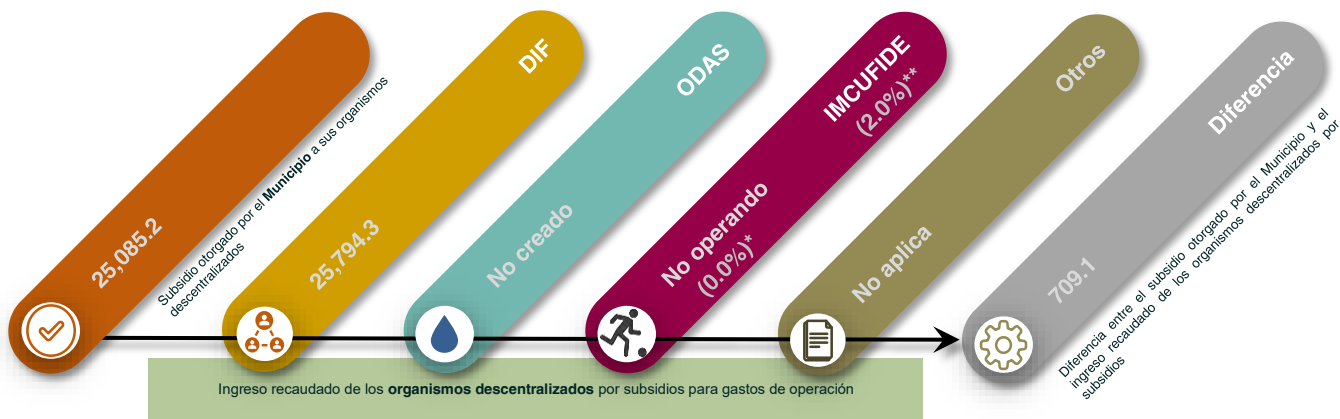 25,085.2
Subsidio otorgado por el Municipio a sus organismos
descentralizados
DIF
25,794.3
ODAS
No creado
IMCUFIDE
(2.0%)**
No operando
(0.0%)*
Otros
No aplica
Diferencia
709.1
Diferencia entre el subsidio otorgado por el Municipio y el
ingreso recaudado de los organismos descentralizados por
subsidios
Ingreso recaudado de los organismos descentralizados por subsidios para gastos de operación